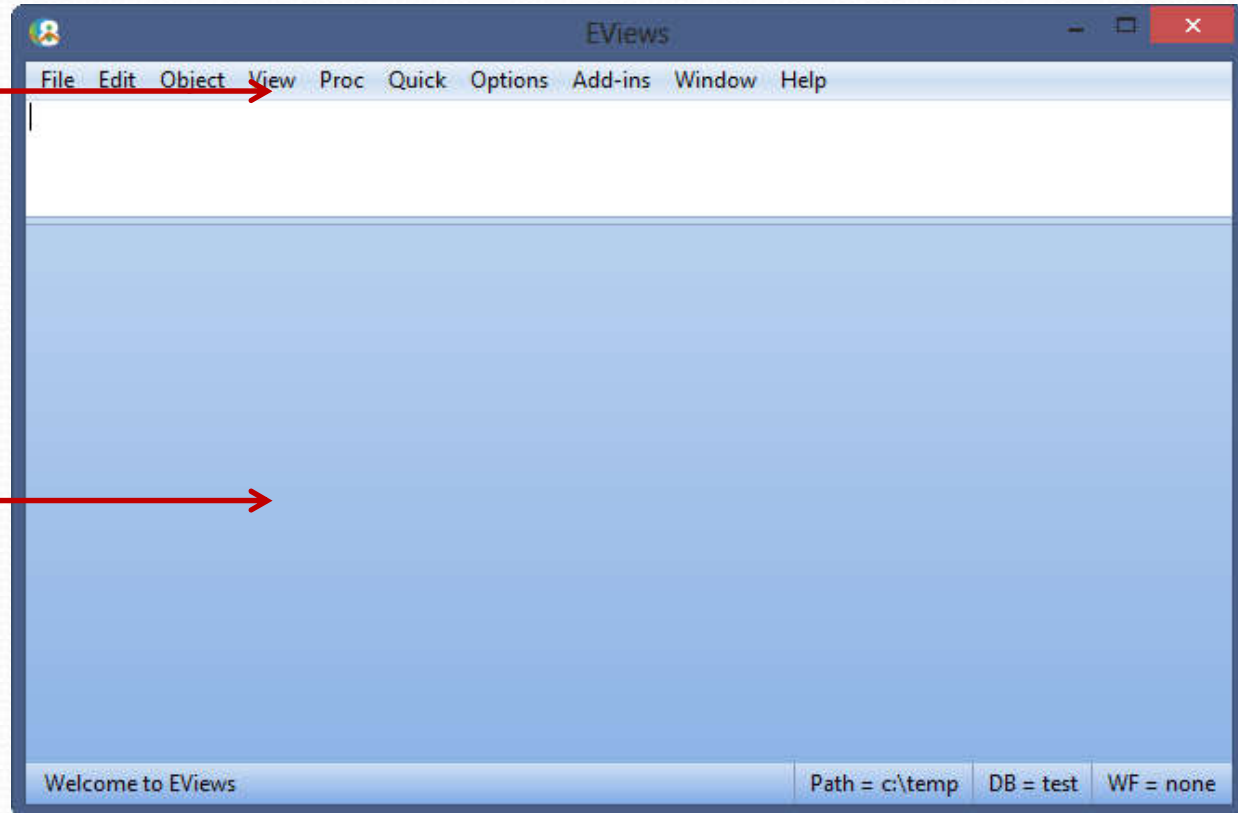 EViews
File Edit Object View Proc Quick Options Add-ins Window Help
Welcome to EViews Path = c:\temp DB = test WF = none